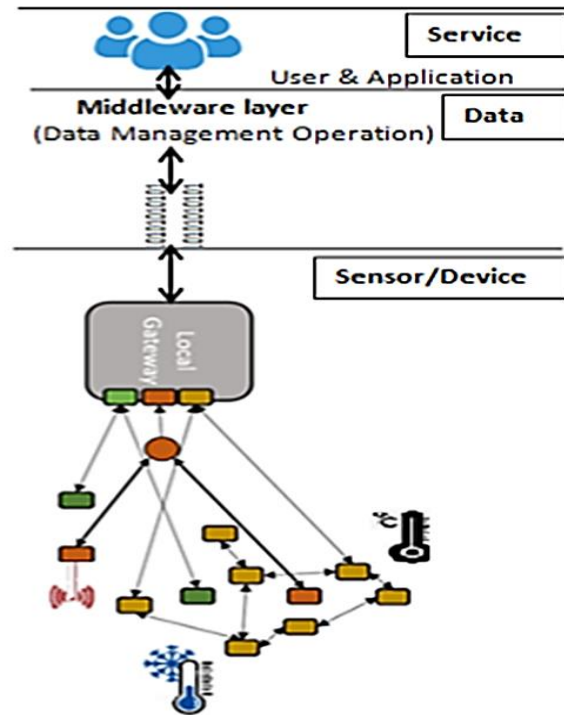 Service
User & Application
Middleware layer
(Data Management Operation)
Data
Sensor/Device
Local
Gateway
°C